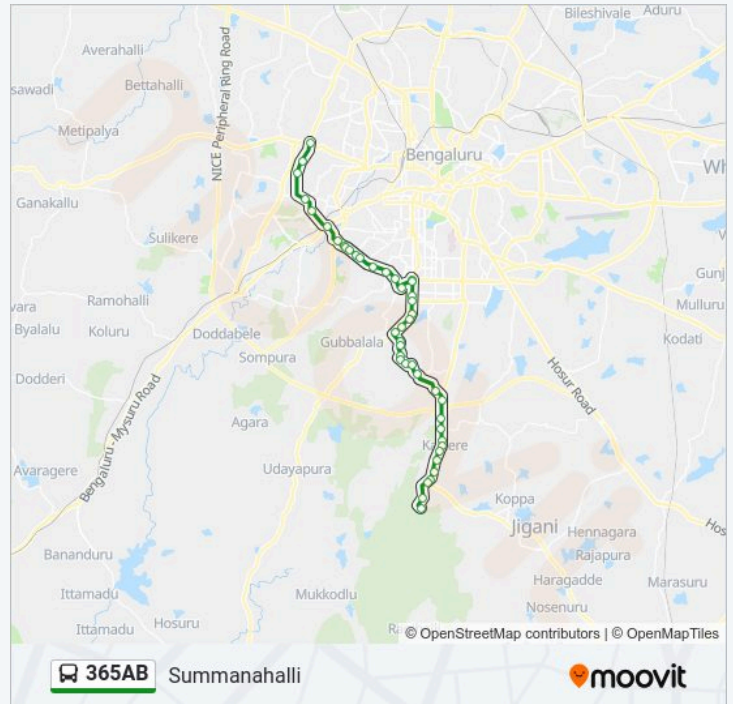 Bileshivale
Aduru
Averahalli
sawadi
Bettahalli
NICE Peripheral Ring Road
Metipalya
Bengaluru
Wh
Ganakallu
Sulikere
Gunj
vara
Ramohalli
Mulluru
Byalalu
Koluru
Doddabele
Gubbalala
Kodati
Sompura
Dodderi
Hosur Road
Agara
Bengaluru - Mysuru Road
Avaragere
Udayapura
Koppa
Jigani
Hennagara
Hos
Bananduru
Rajapura
Ittamadu
Haragadde
Marasuru
Mukkodlu
Nosenuru
Hosuru
Ittamadu
© OpenStreetMap contributors | © OpenMapTiles
365AB
Summanahalli
moovit